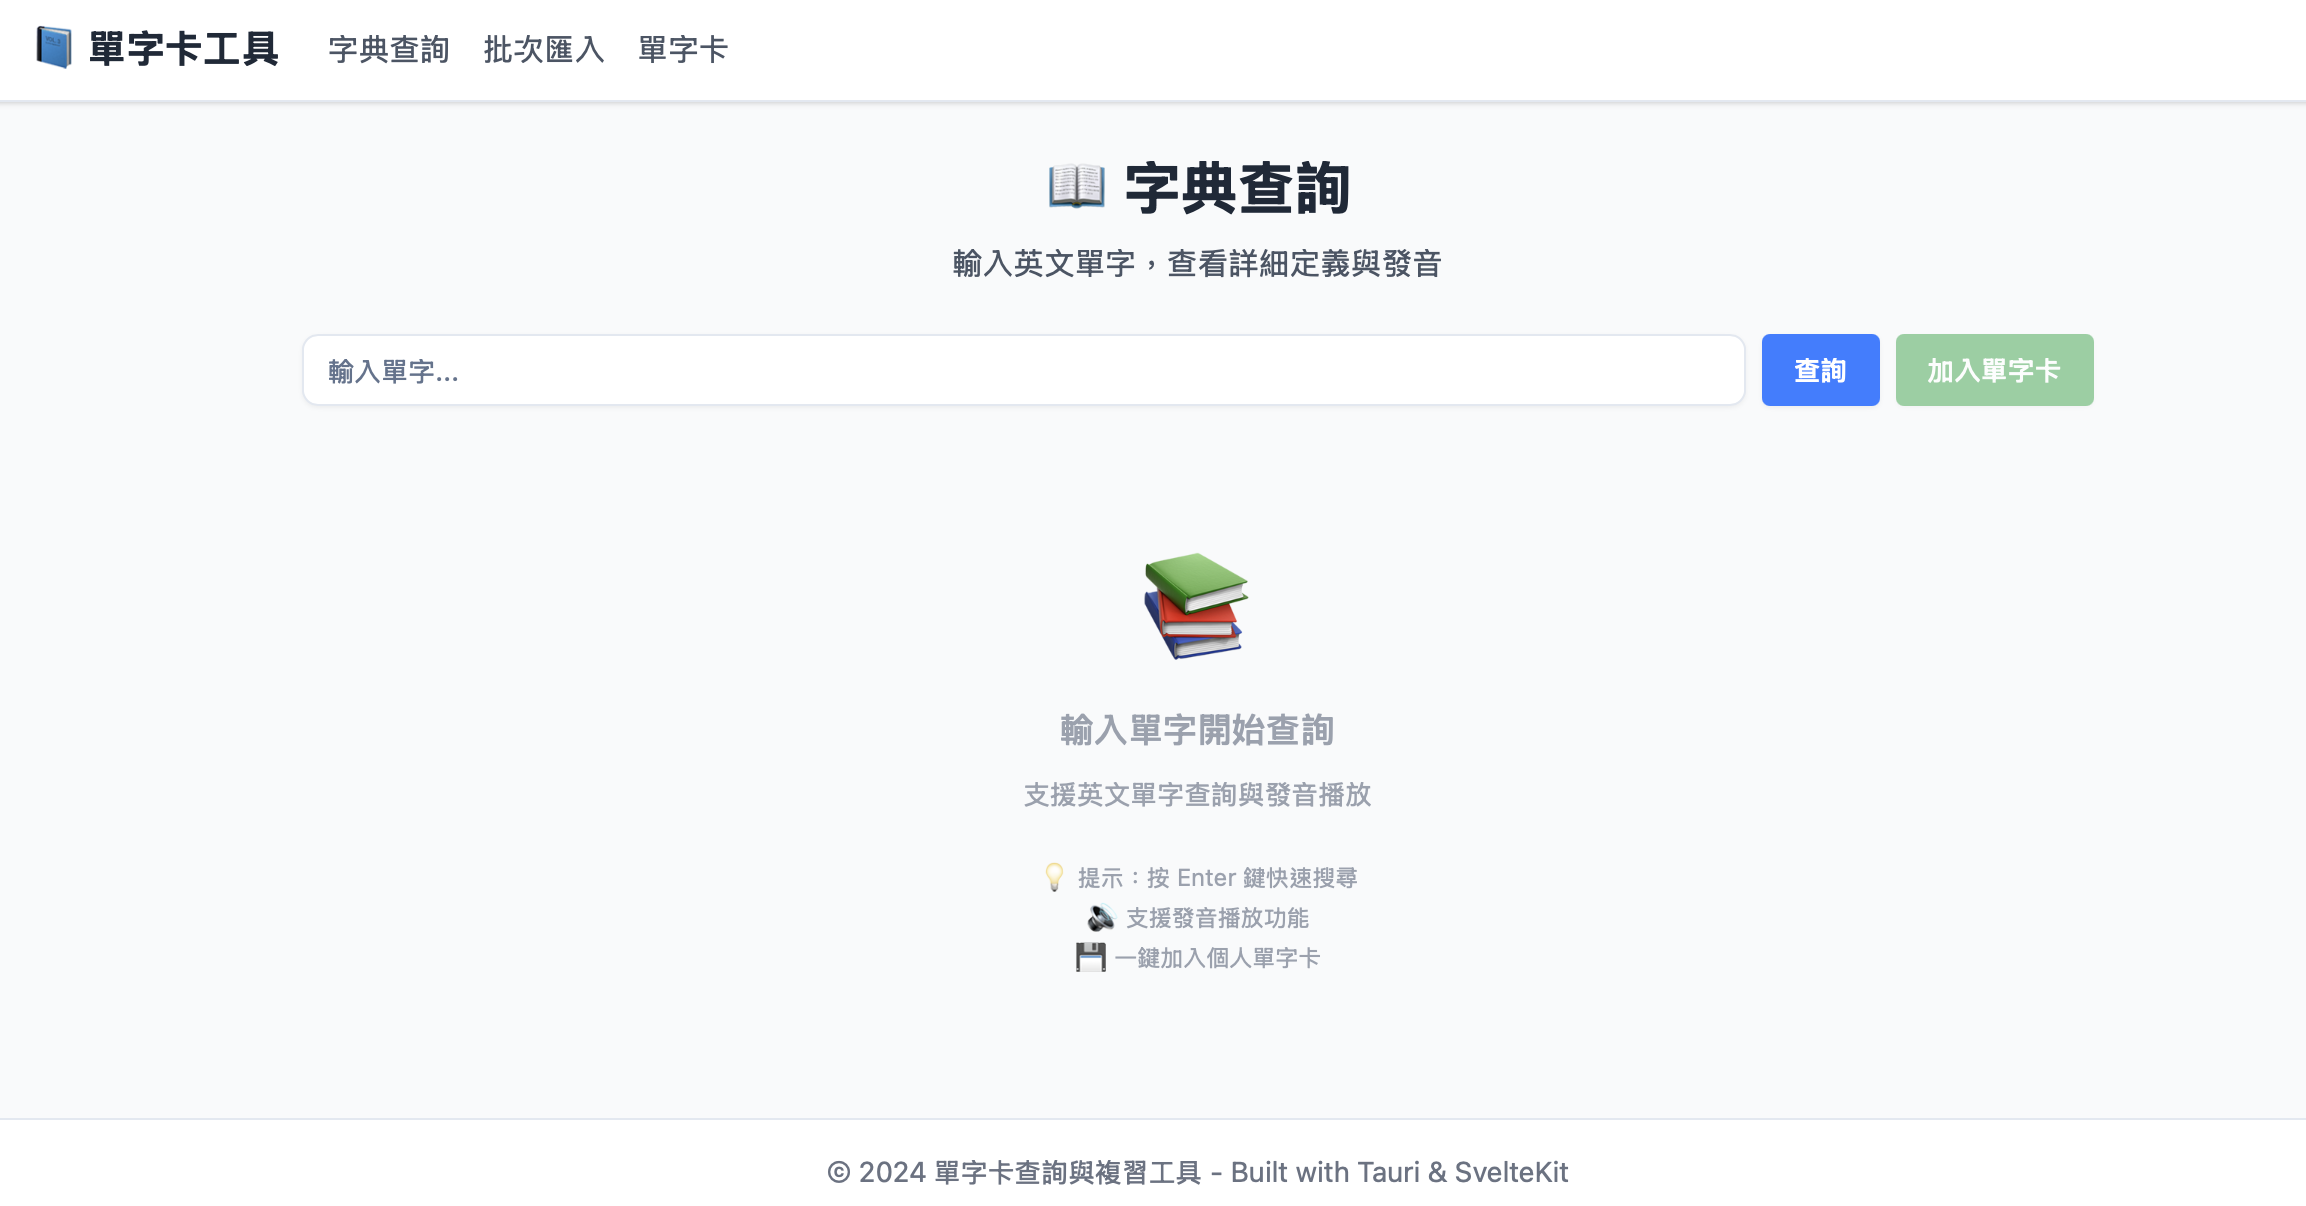 單字卡工具 字典查詢 批次匯入 單字卡
字典查詢
輸入英文單字，查看詳細定義與發音
輸入單字... 查詢 加入單字卡
輸入單字開始查詢
支援英文單字查詢與發音播放
提示：按 Enter 鍵快速搜尋
支援發音播放功能
一鍵加入個人單字卡
© 2024 單字卡查詢與複習工具 - Built with Tauri & SvelteKit